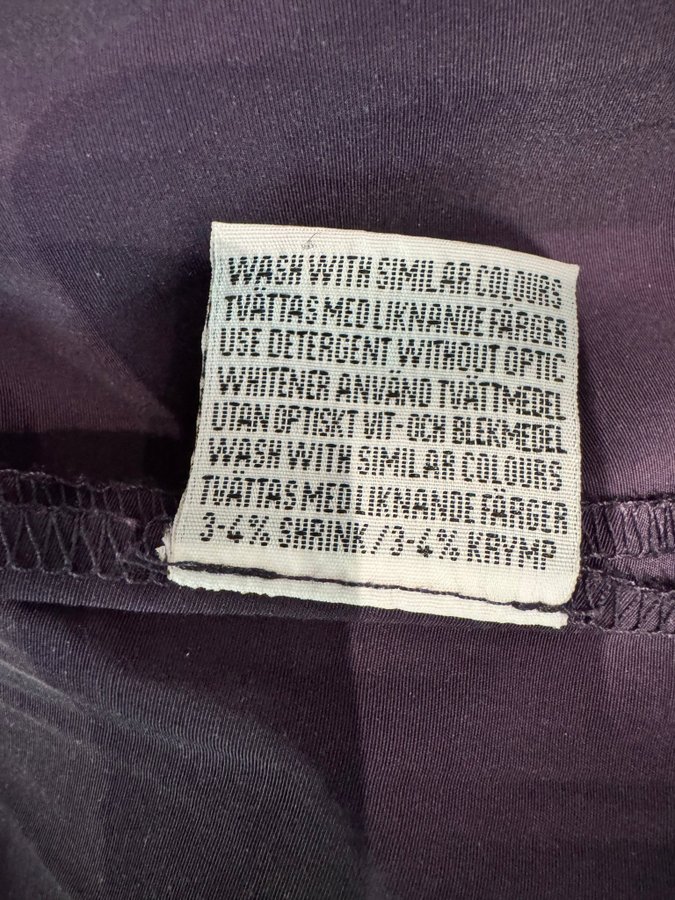 WASH WITH SIMILAR COLOURS
TVÄTTAS MED LIKNANDE FÄRGER
USE DETERGENT WITHOUT OPTIC
WHITENER ANVÄND TVÄTTMEDEL
UTAN OPTISKT VIT- OCH BLEKMEDEL
WASH WITH SIMILAR COLOURS
TVÄTTAS MED LIKNANDE FÄRGER
3-4% SHRINK / 3-4% KRYMP